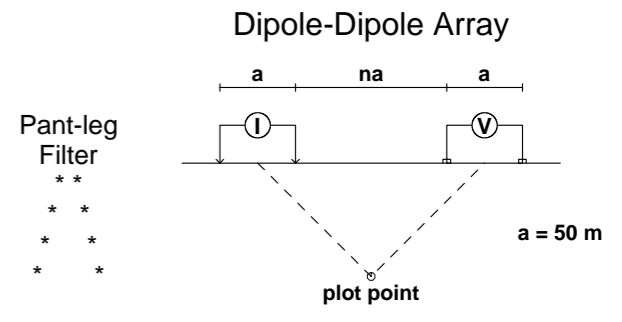 Dipole-Dipole Array
a na a
I V
Pant-leg
Filter
* *
* *
* *
* *
a = 50 m
plot point